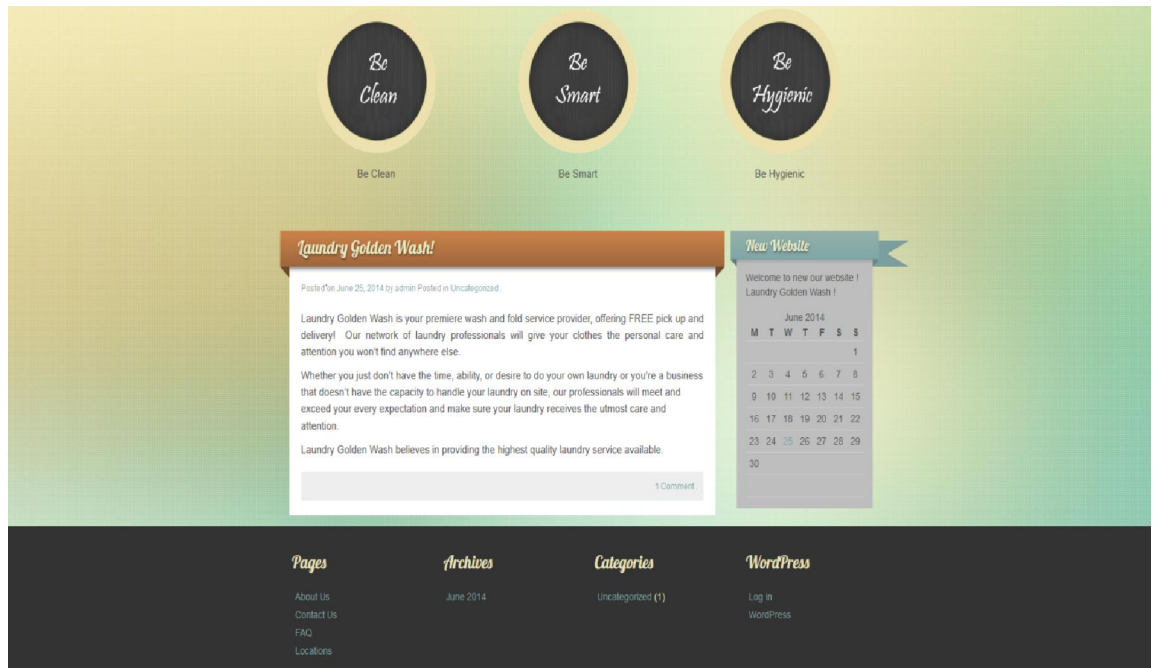 Be
Clean
Be
Smart
Be
Hygienic
Be Clean
Be Smart
Be Hygienic
Laundry Golden Wash!
Posted on June 25, 2014 by admin Posted in Uncategorized .
Laundry Golden Wash is your premiere wash and fold service provider, offering FREE pick up and
delivery! Our network of laundry professionals will give your clothes the personal care and
attention you won't find anywhere else.
Whether you just don't have the time, ability, or desire to do your own laundry or you're a business
that doesn't have the capacity to handle your laundry on site, our professionals will meet and
exceed your every expectation and make sure your laundry receives the utmost care and
attention.
Laundry Golden Wash believes in providing the highest quality laundry service available.
1 Comment .
New Website
Welcome to new our website !
Laundry Golden Wash !
June 2014
M T W T F S S
1
2 3 4 5 6 7 8
9 10 11 12 13 14 15
16 17 18 19 20 21 22
23 24 25 26 27 28 29
30
Pages
About Us
Contact Us
FAQ
Locations
Archives
June 2014
Categories
Uncategorized (1)
WordPress
Log in
WordPress